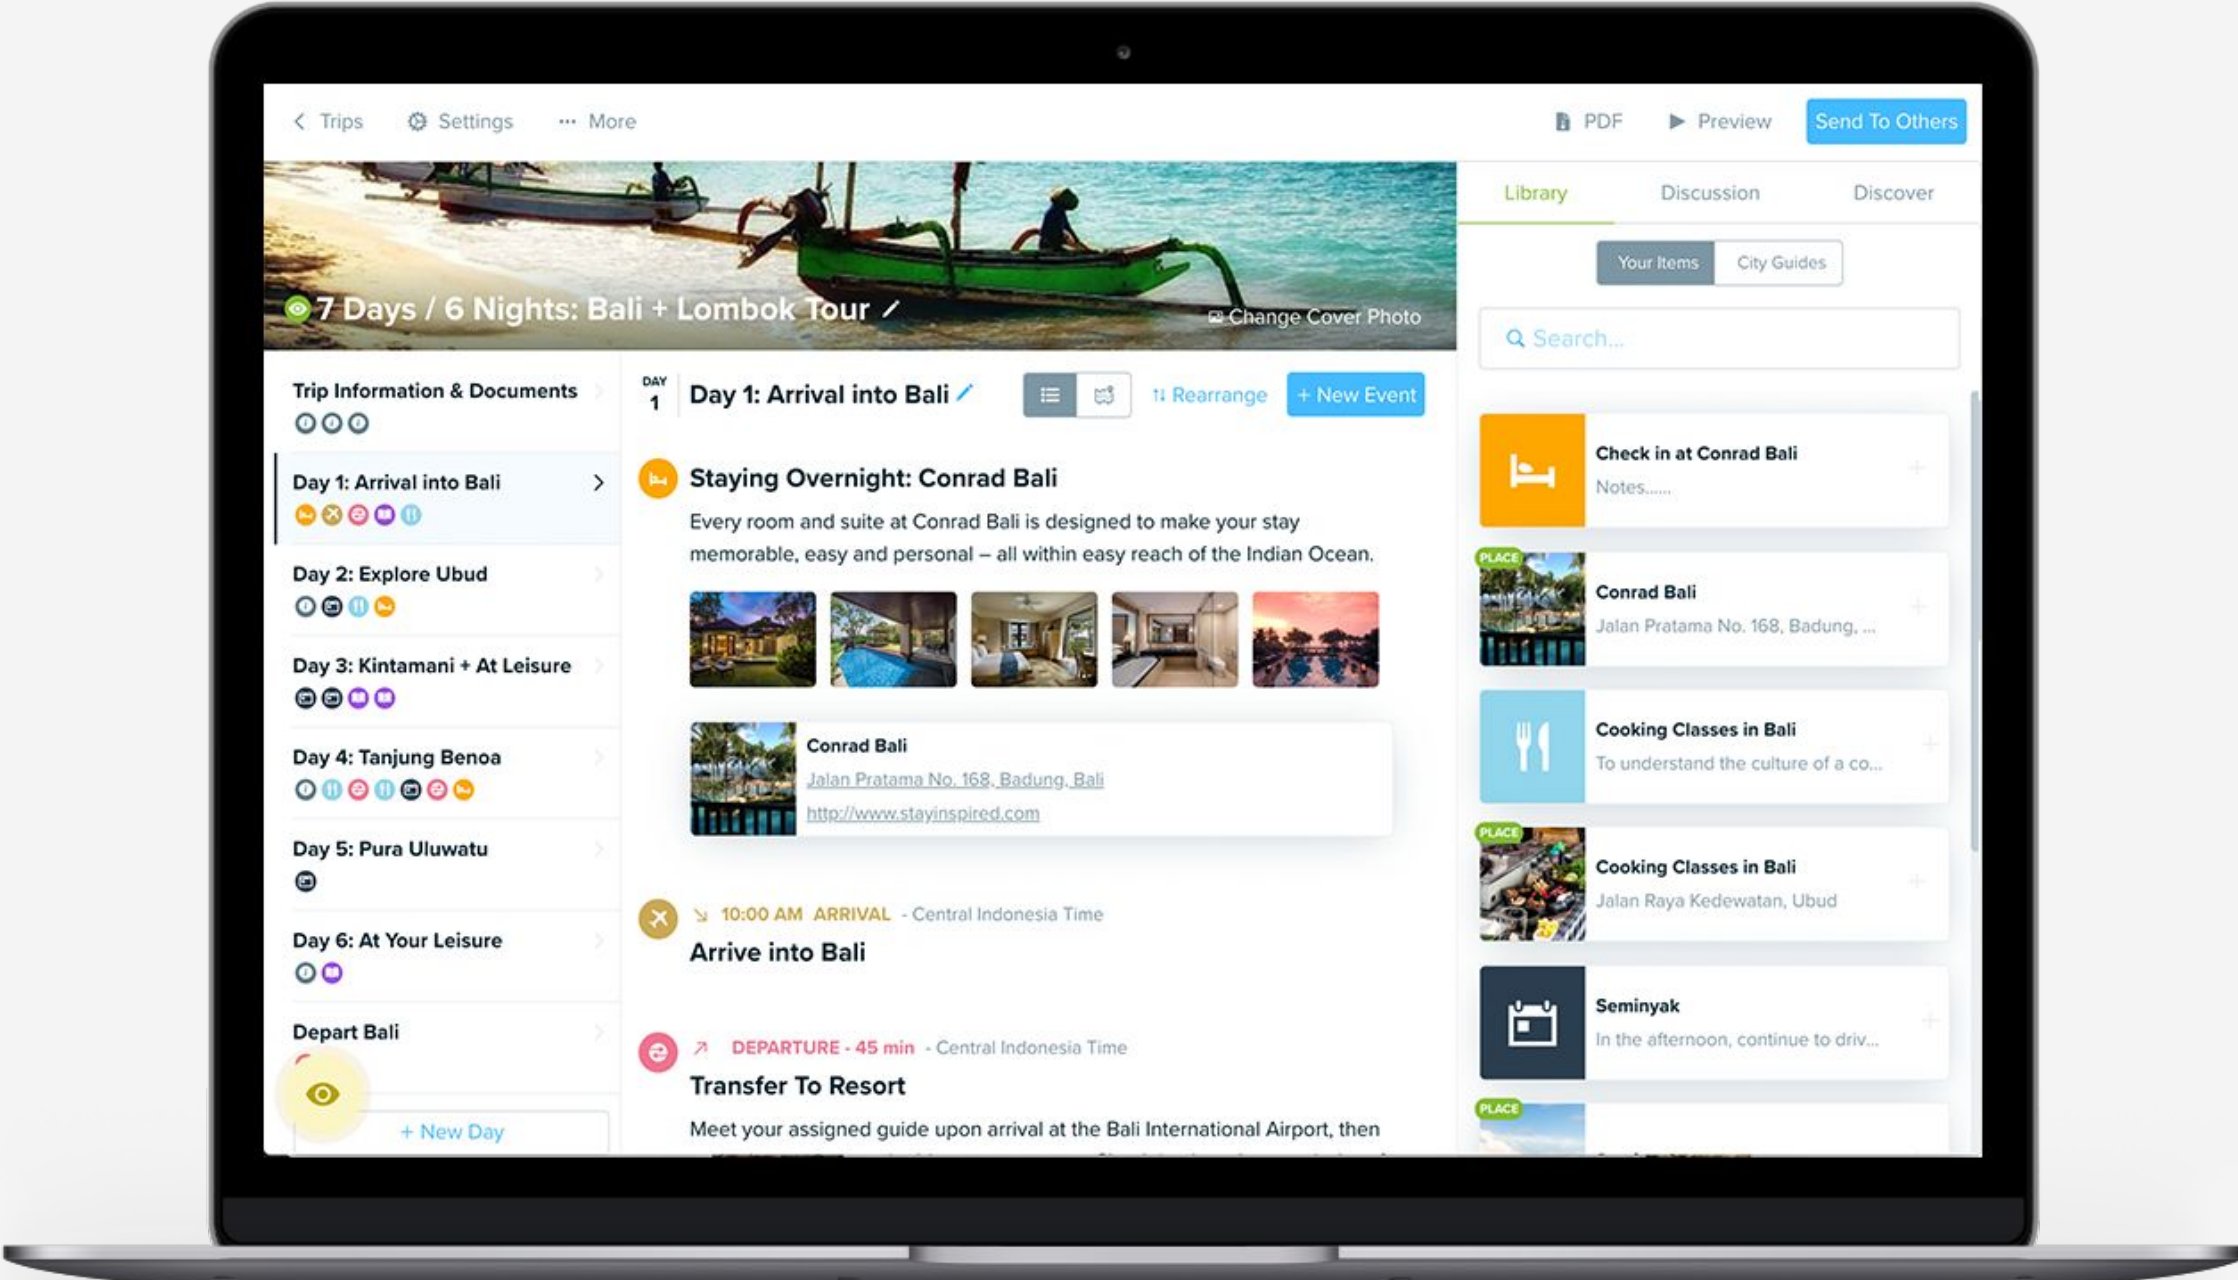 Trips
Settings
More
PDF
Preview
Send To Others
7 Days / 6 Nights: Bali + Lombok Tour
Change Cover Photo
Trip Information & Documents
Day 1: Arrival into Bali
Day 2: Explore Ubud
Day 3: Kintamani + At Leisure
Day 4: Tanjung Benoa
Day 5: Pura Uluwatu
Day 6: At Your Leisure
Depart Bali
+ New Day
DAY
1
Day 1: Arrival into Bali
Rearrange
+ New Event
Staying Overnight: Conrad Bali
Every room and suite at Conrad Bali is designed to make your stay
memorable, easy and personal – all within easy reach of the Indian Ocean.
Conrad Bali
Jalan Pratama No. 168, Badung, Bali
http://www.stayinspired.com
10:00 AM ARRIVAL - Central Indonesia Time
Arrive into Bali
DEPARTURE - 45 min - Central Indonesia Time
Transfer To Resort
Meet your assigned guide upon arrival at the Bali International Airport, then
Library
Discussion
Discover
Your Items
City Guides
Search...
Check in at Conrad Bali
Notes......
PLACE
Conrad Bali
Jalan Pratama No. 168, Badung, ...
Cooking Classes in Bali
To understand the culture of a co...
PLACE
Cooking Classes in Bali
Jalan Raya Kedewatan, Ubud
Seminyak
In the afternoon, continue to driv...
PLACE